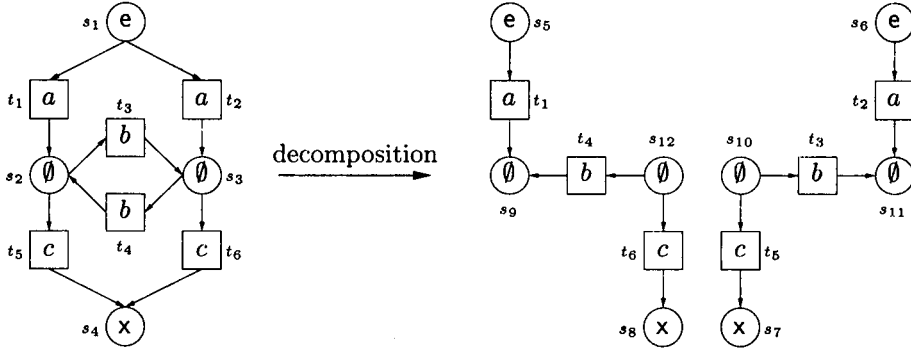 s₁ e
e s₅
s₆ e
t₁ a
a t₂
a t₁
t₂ a
t₃
b
s₂ ∅
∅ s₃
decomposition
t₄
s₁₂
s₁₀
t₃
∅
b
∅
∅
b
∅
s₉
s₁₁
b
t₄
t₅ c
c t₆
t₆ c
c t₅
s₄ x
s₈ x
x s₇